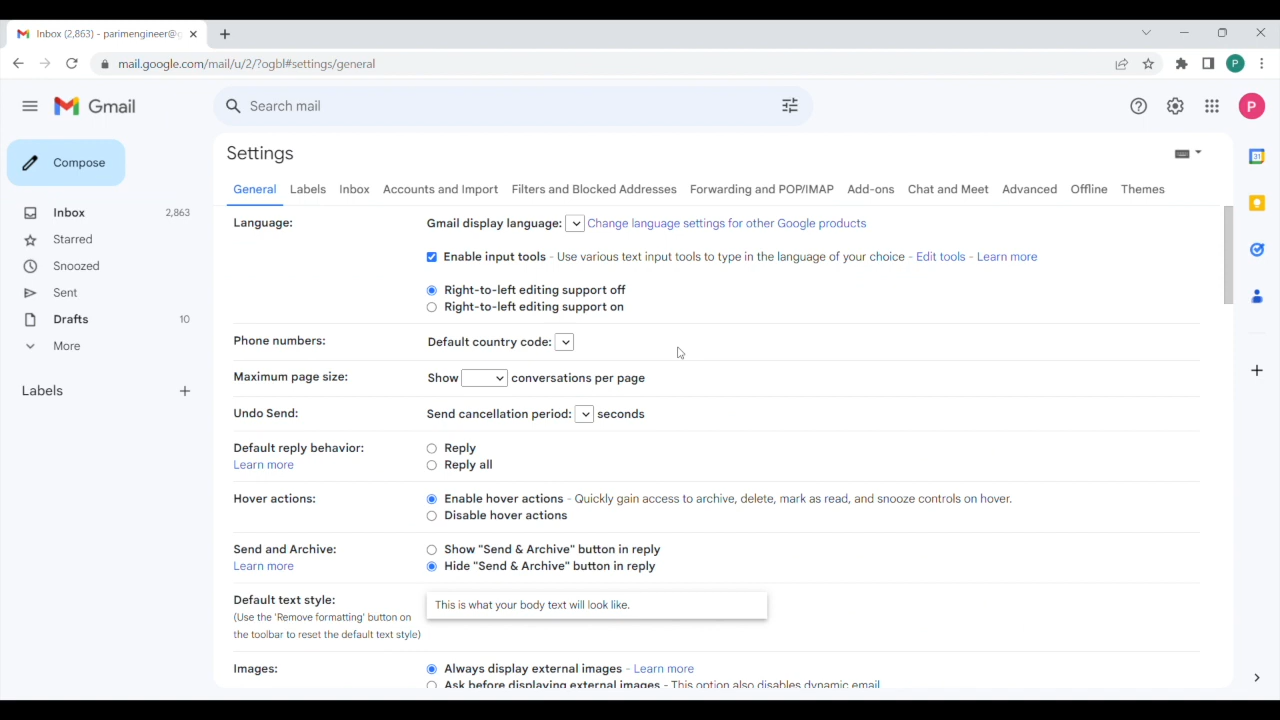 Inbox (2,863) - parimengineer@g
mail.google.com/mail/u/2/?ogbl#settings/general
P
Gmail
Search mail
P
Compose
Settings
31
General Labels Inbox Accounts and Import Filters and Blocked Addresses Forwarding and POP/IMAP Add-ons Chat and Meet Advanced Offline Themes
Inbox 2,863
Starred
Snoozed
Sent
Drafts 10
More
Labels
Language: Gmail display language: Change language settings for other Google products
Enable input tools - Use various text input tools to type in the language of your choice - Edit tools - Learn more
Right-to-left editing support off
Right-to-left editing support on
Phone numbers: Default country code:
Maximum page size: Show conversations per page
Undo Send: Send cancellation period: seconds
Default reply behavior: Reply
Learn more Reply all
Hover actions: Enable hover actions - Quickly gain access to archive, delete, mark as read, and snooze controls on hover.
Disable hover actions
Send and Archive: Show "Send & Archive" button in reply
Learn more Hide "Send & Archive" button in reply
Default text style: This is what your body text will look like.
(Use the 'Remove formatting' button on
the toolbar to reset the default text style)
Images: Always display external images - Learn more
Ask before displaying external images - This option also disables dynamic email